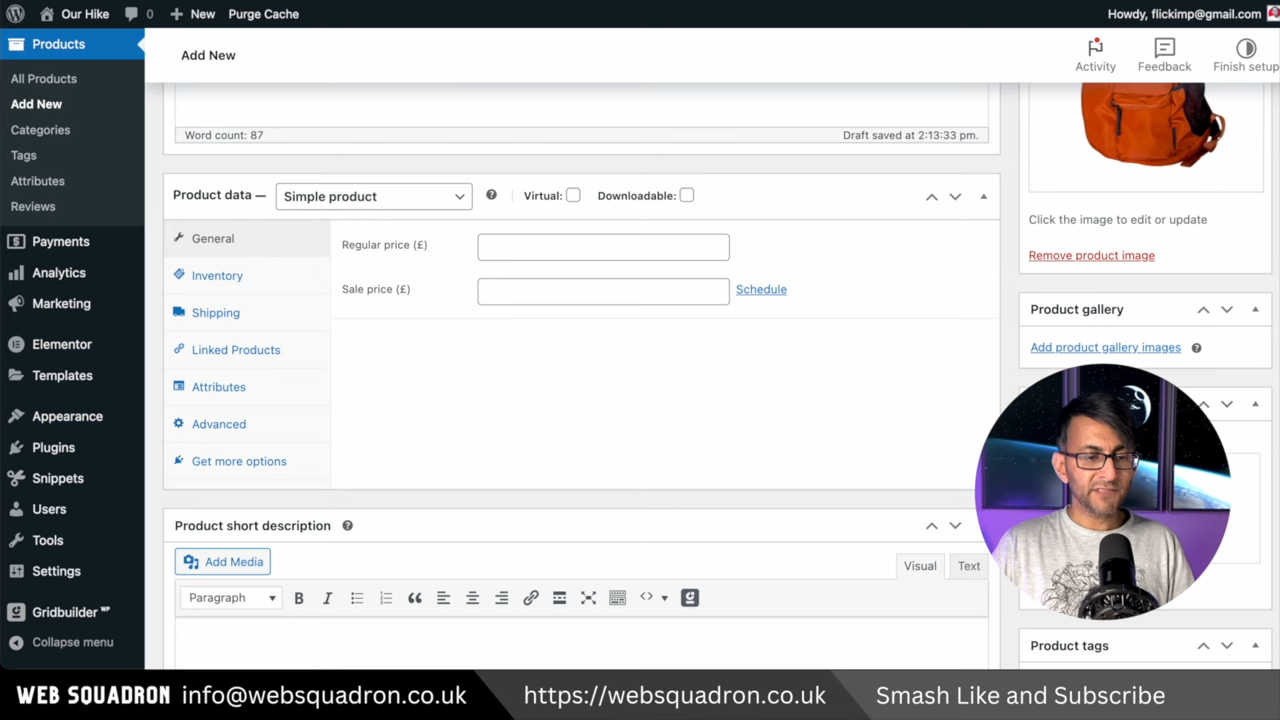 Our Hike
0
New
Purge Cache
Howdy, flickimp@gmail.com
Products
All Products
Add New
Categories
Tags
Attributes
Reviews
Payments
Analytics
Marketing
Elementor
Templates
Appearance
Plugins
Snippets
Users
Tools
Settings
Gridbuilder WP
Collapse menu
Add New
Activity
Feedback
Finish setup
Word count: 87
Draft saved at 2:13:33 pm.
Product data —
Simple product
Virtual:
Downloadable:
General
Inventory
Shipping
Linked Products
Attributes
Advanced
Get more options
Regular price (£)
Sale price (£)
Schedule
Product short description
Add Media
Visual
Text
Paragraph
Click the image to edit or update
Remove product image
Product gallery
Add product gallery images
Product tags
WEB SQUADRON info@websquadron.co.uk
https://websquadron.co.uk
Smash Like and Subscribe